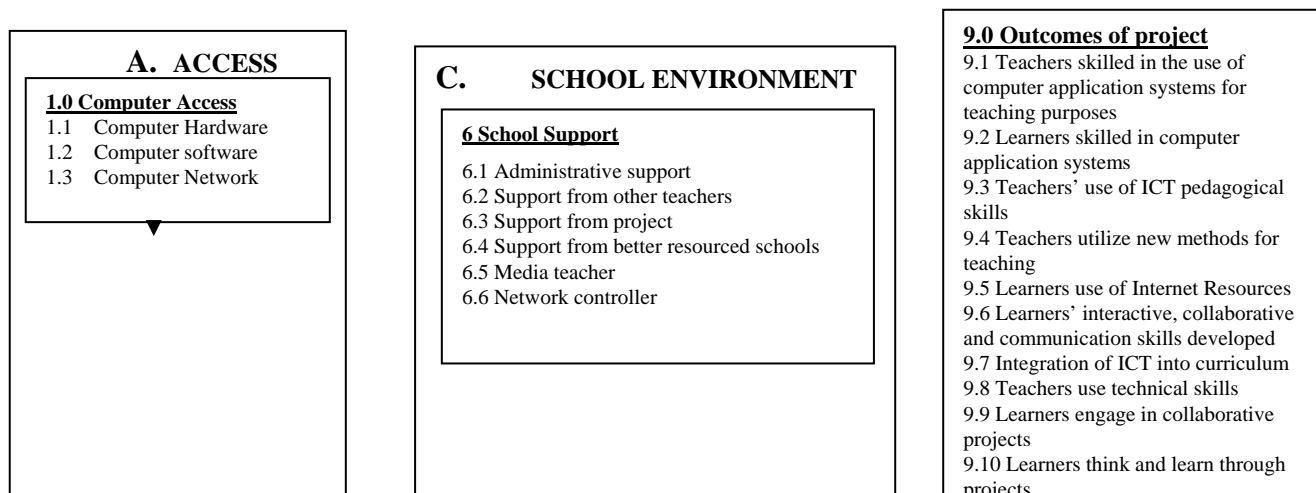 A. ACCESS
1.0 Computer Access
1.1 Computer Hardware
1.2 Computer software
1.3 Computer Network
C. SCHOOL ENVIRONMENT
6 School Support
6.1 Administrative support
6.2 Support from other teachers
6.3 Support from project
6.4 Support from better resourced schools
6.5 Media teacher
6.6 Network controller
9.0 Outcomes of project
9.1 Teachers skilled in the use of
computer application systems for
teaching purposes
9.2 Learners skilled in computer
application systems
9.3 Teachers’ use of ICT pedagogical
skills
9.4 Teachers utilize new methods for
teaching
9.5 Learners use of Internet Resources
9.6 Learners’ interactive, collaborative
and communication skills developed
9.7 Integration of ICT into curriculum
9.8 Teachers use technical skills
9.9 Learners engage in collaborative
projects
9.10 Learners think and learn through
projects